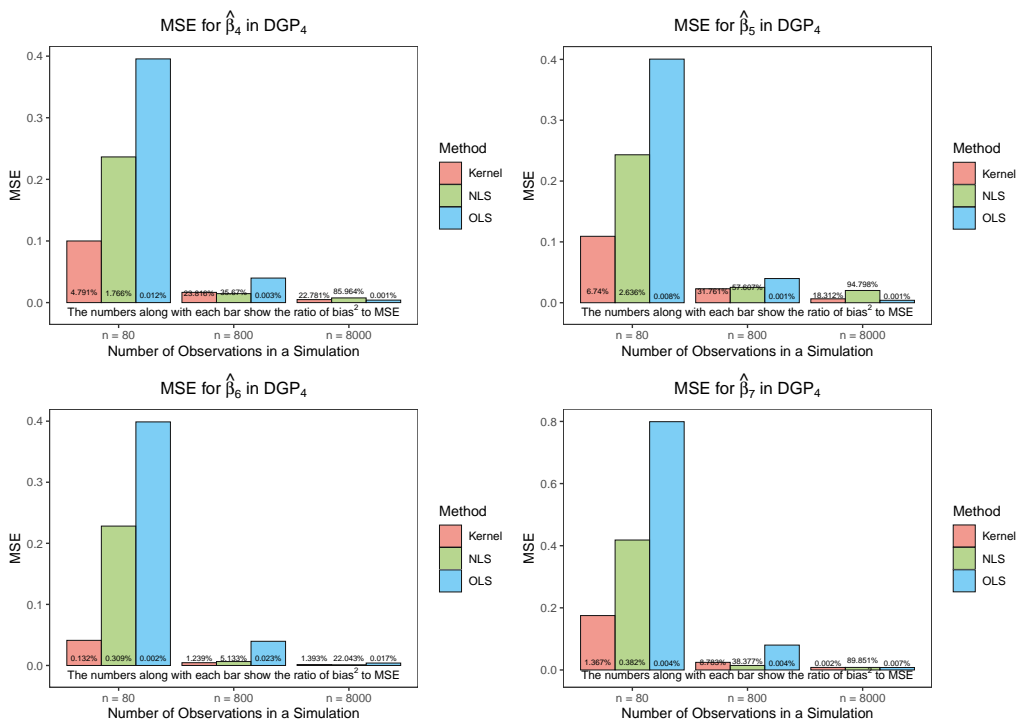 MSE for β̂4 in DGP4
MSE
0.4
0.3
0.2
0.1
0.0
4.791% 1.766% 0.012% 23.816% 35.67% 0.003% 22.781% 85.964% 0.001%
The numbers along with each bar show the ratio of bias² to MSE
n = 80 n = 800 n = 8000
Number of Observations in a Simulation
Method
Kernel
NLS
OLS
MSE for β̂5 in DGP4
MSE
0.4
0.3
0.2
0.1
0.0
6.74% 2.636% 0.008% 31.761% 57.607% 0.001% 18.312% 94.798% 0.001%
The numbers along with each bar show the ratio of bias² to MSE
n = 80 n = 800 n = 8000
Number of Observations in a Simulation
Method
Kernel
NLS
OLS
MSE for β̂6 in DGP4
MSE
0.4
0.3
0.2
0.1
0.0
0.132% 0.309% 0.002% 1.239% 5.133% 0.023% 1.393% 22.043% 0.017%
The numbers along with each bar show the ratio of bias² to MSE
n = 80 n = 800 n = 8000
Number of Observations in a Simulation
Method
Kernel
NLS
OLS
MSE for β̂7 in DGP4
MSE
0.8
0.6
0.4
0.2
0.0
1.367% 0.382% 0.004% 8.783% 38.377% 0.004% 0.002% 89.851% 0.007%
The numbers along with each bar show the ratio of bias² to MSE
n = 80 n = 800 n = 8000
Number of Observations in a Simulation
Method
Kernel
NLS
OLS